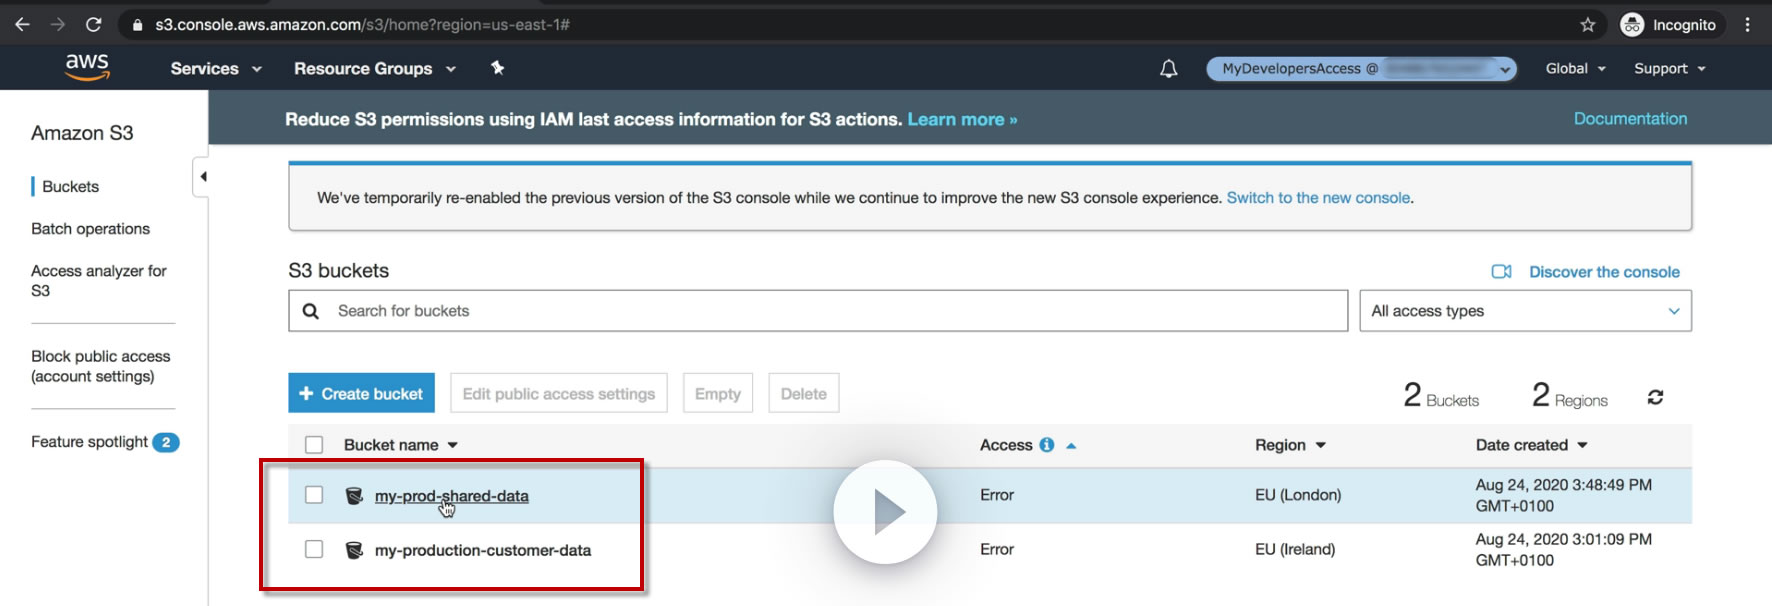 s3.console.aws.amazon.com/s3/home?region=us-east-1#
Incognito
aws
Services
Resource Groups
MyDevelopersAccess @
Global
Support
Reduce S3 permissions using IAM last access information for S3 actions. Learn more »
Documentation
Amazon S3
Buckets
Batch operations
Access analyzer for
S3
Block public access
(account settings)
Feature spotlight 2
We've temporarily re-enabled the previous version of the S3 console while we continue to improve the new S3 console experience. Switch to the new console.
S3 buckets
Discover the console
Search for buckets
All access types
+ Create bucket
Edit public access settings
Empty
Delete
2 Buckets
2 Regions
Bucket name
Access
Region
Date created
my-prod-shared-data
Error
EU (London)
Aug 24, 2020 3:48:49 PM
GMT+0100
my-production-customer-data
Error
EU (Ireland)
Aug 24, 2020 3:01:09 PM
GMT+0100